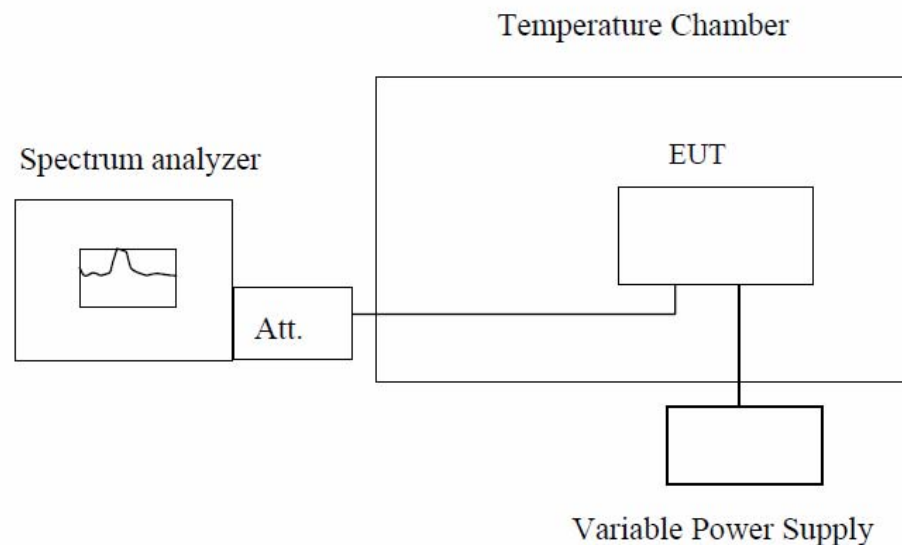 Temperature Chamber
Spectrum analyzer
EUT
Att.
Variable Power Supply